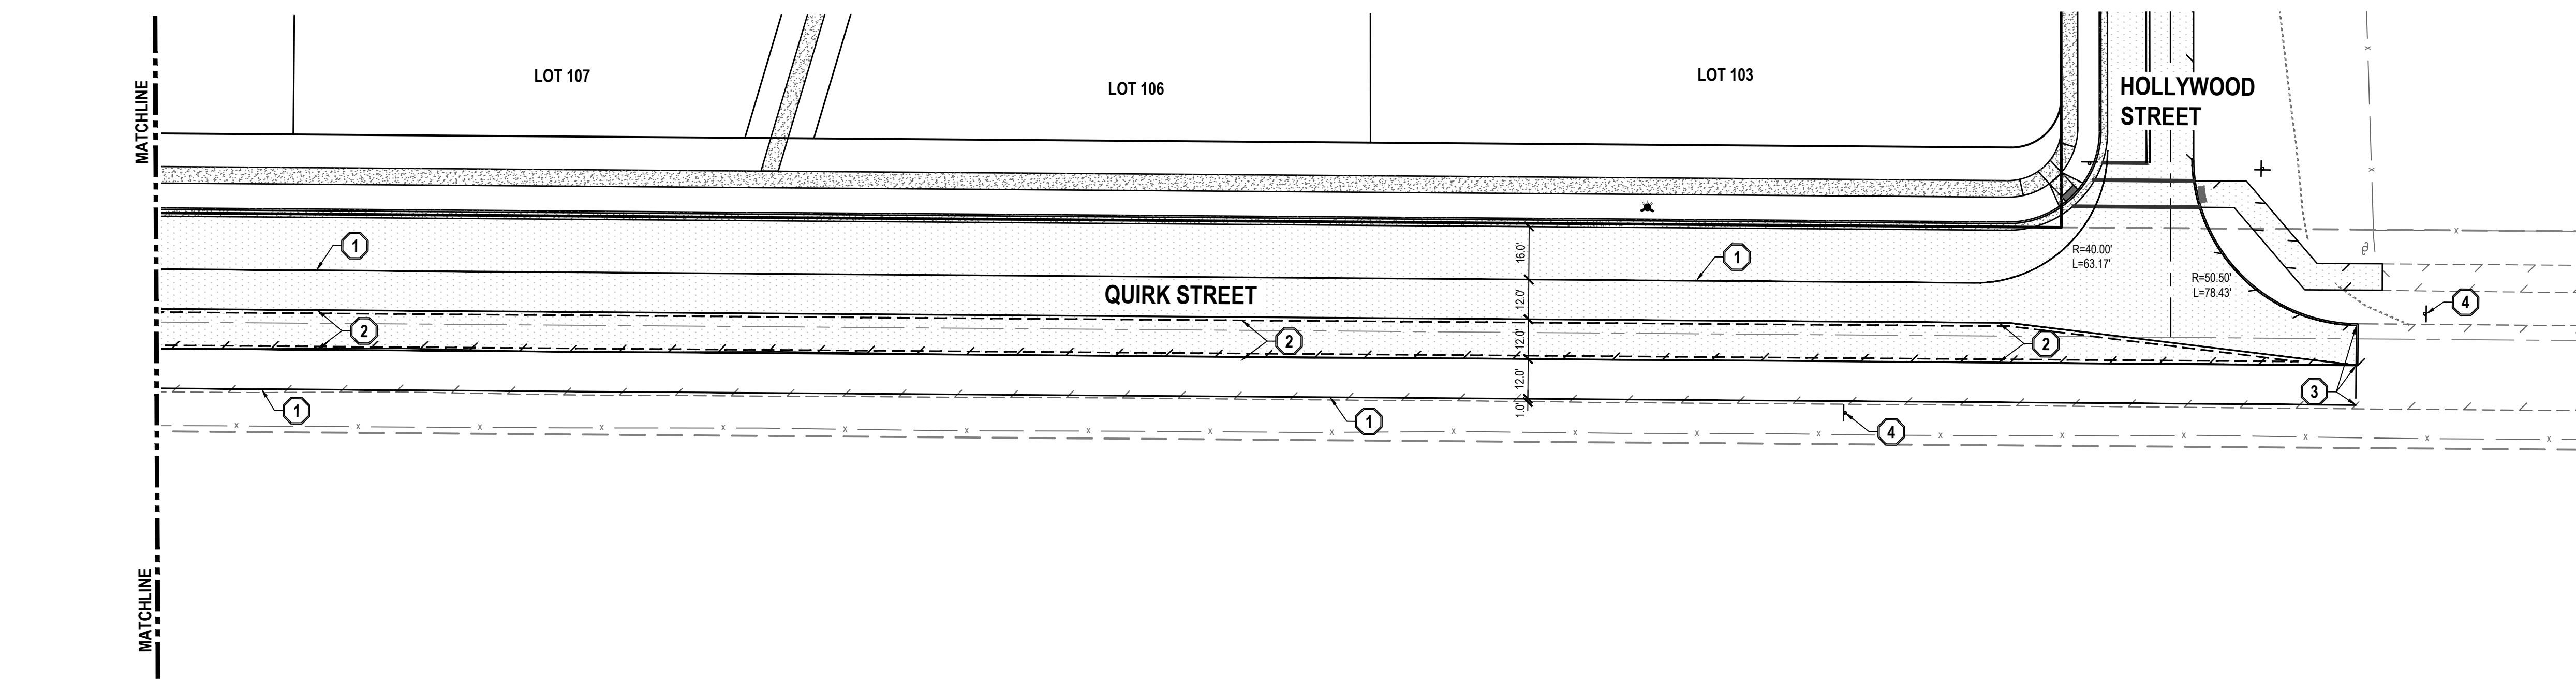 MATCHLINE
LOT 107
LOT 106
LOT 103
HOLLYWOOD
STREET
1
1
16.0'
R=40.00'
L=63.17'
R=50.50'
L=78.43'
QUIRK STREET
12.0'
4
2
2
12.0'
2
12.0'
3
1
1.0'
1
4
MATCHLINE